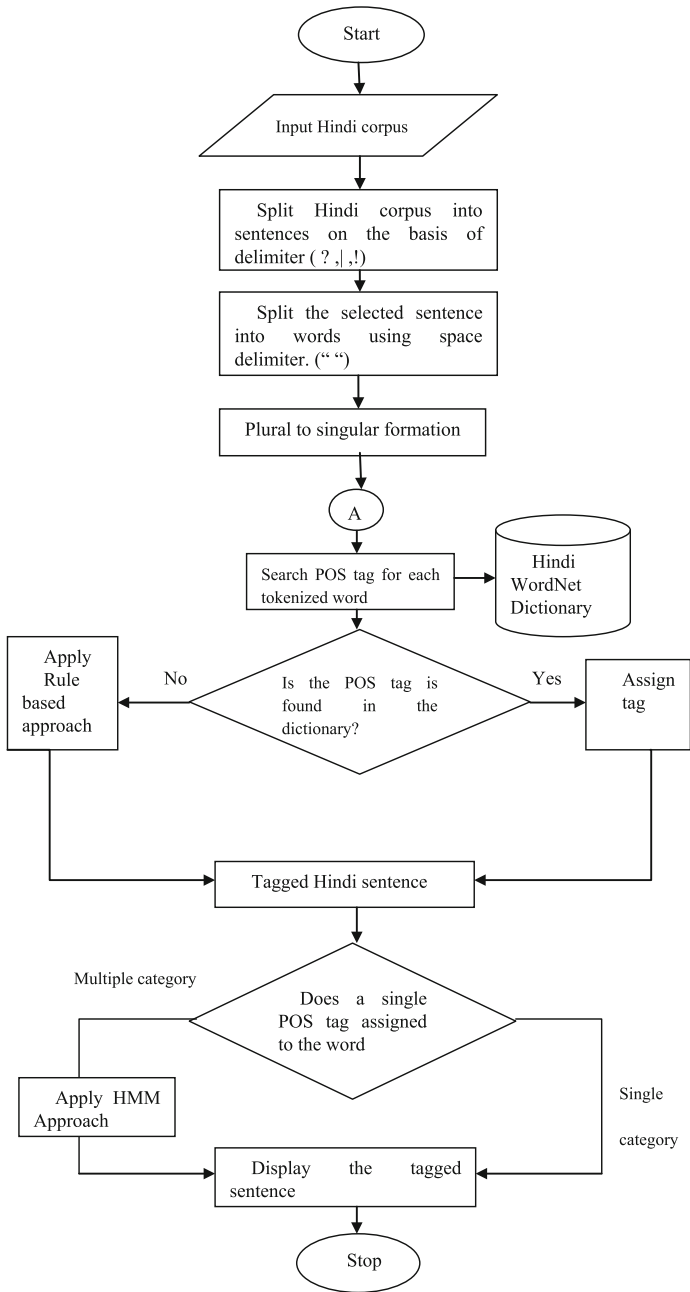 Start
Input Hindi corpus
Split Hindi corpus into
sentences on the basis of
delimiter ( ? ,| ,!)
Split the selected sentence
into words using space
delimiter. (“ “)
Plural to singular formation
A
Search POS tag for each
tokenized word
Hindi
WordNet
Dictionary
Is the POS tag is
found in the
dictionary?
No
Yes
Apply
Rule
based
approach
Assign
tag
Tagged Hindi sentence
Multiple category
Does a single
POS tag assigned
to the word
Apply HMM
Approach
Single
category
Display the tagged
sentence
Stop